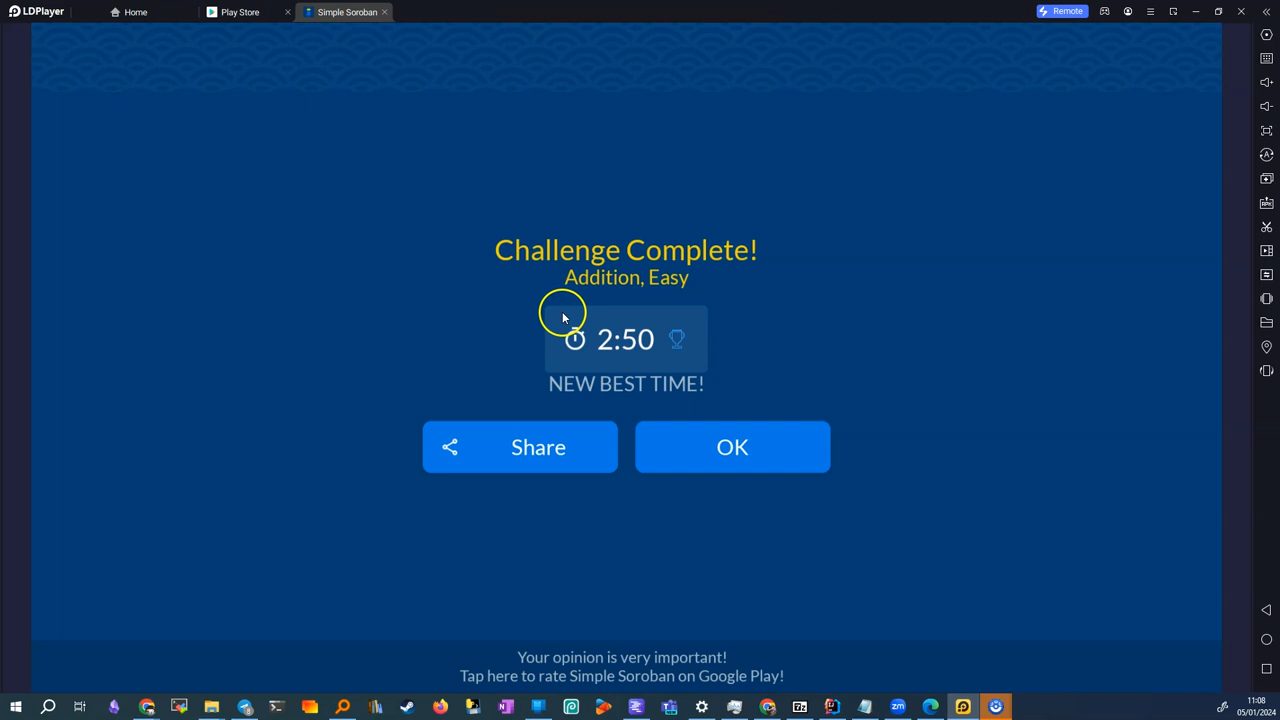 LDPlayer
Home
Play Store
Simple Soroban
Remote
Challenge Complete!
Addition, Easy
2:50
NEW BEST TIME!
Share
OK
Your opinion is very important!
Tap here to rate Simple Soroban on Google Play!
11:08
05/01/2024